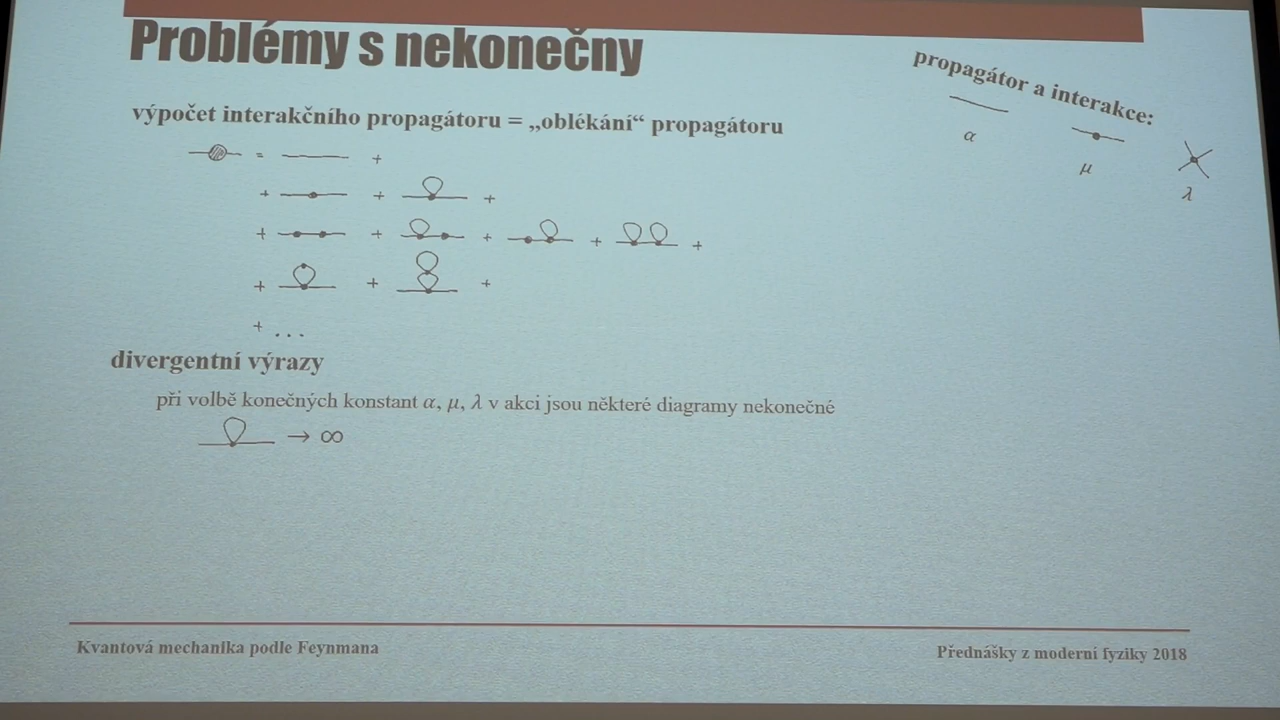 Problémy s nekonečny
propagátor a interakce:
α
μ
λ
výpočet interakčního propagátoru = „oblékání“ propagátoru
= +
+ + +
+ + + + +
+ + +
+ ...
divergentní výrazy
při volbě konečných konstant α, μ, λ v akci jsou některé diagramy nekonečné
→ ∞
Kvantová mechanika podle Feynmana
Přednášky z moderní fyziky 2018